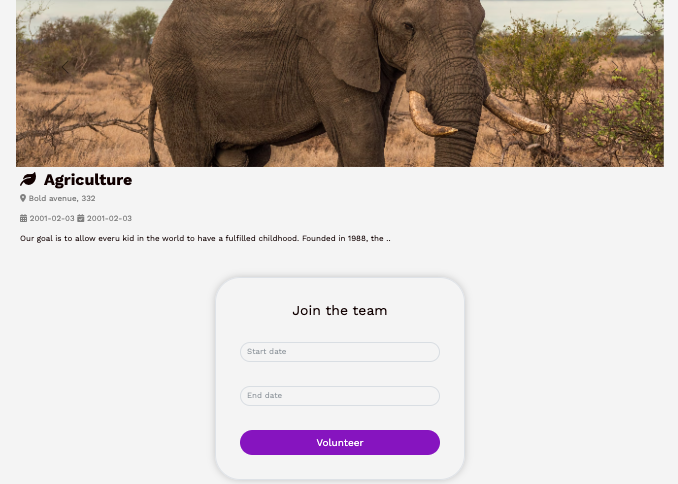 Agriculture
Bold avenue, 332
2001-02-03 2001-02-03
Our goal is to allow everu kid in the world to have a fulfilled childhood. Founded in 1988, the ..
Join the team
Start date
End date
Volunteer